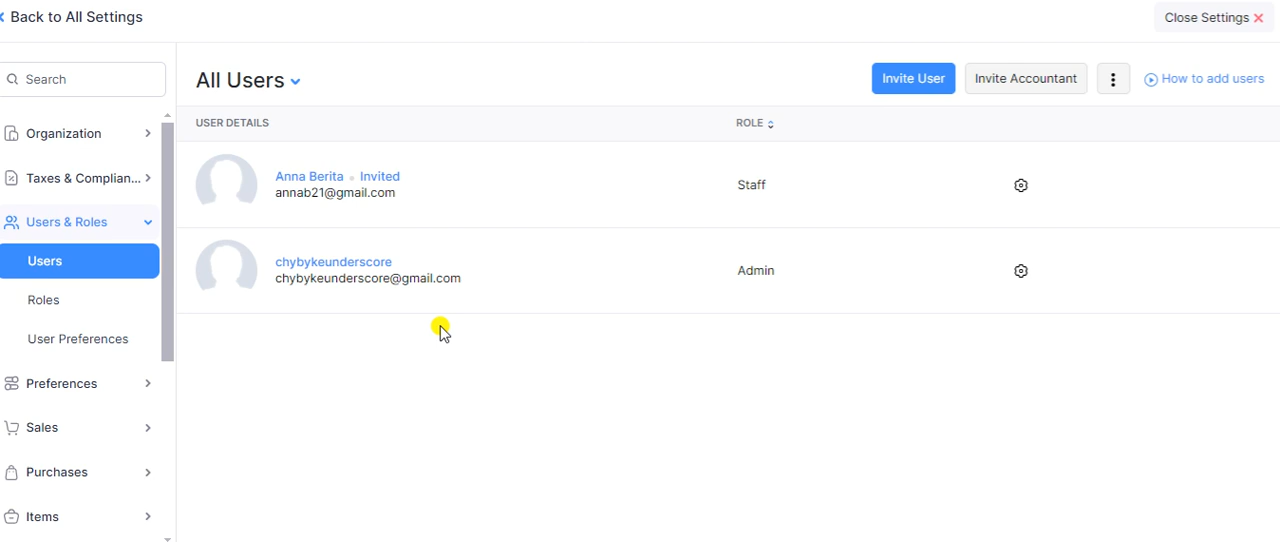 Back to All Settings
Close Settings
Search
All Users
Invite User
Invite Accountant
How to add users
USER DETAILS
ROLE
Organization
Taxes & Complian...
Users & Roles
Users
Roles
User Preferences
Preferences
Sales
Purchases
Items
Anna Berita • Invited
annab21@gmail.com
Staff
chybykeunderscore
chybykeunderscore@gmail.com
Admin